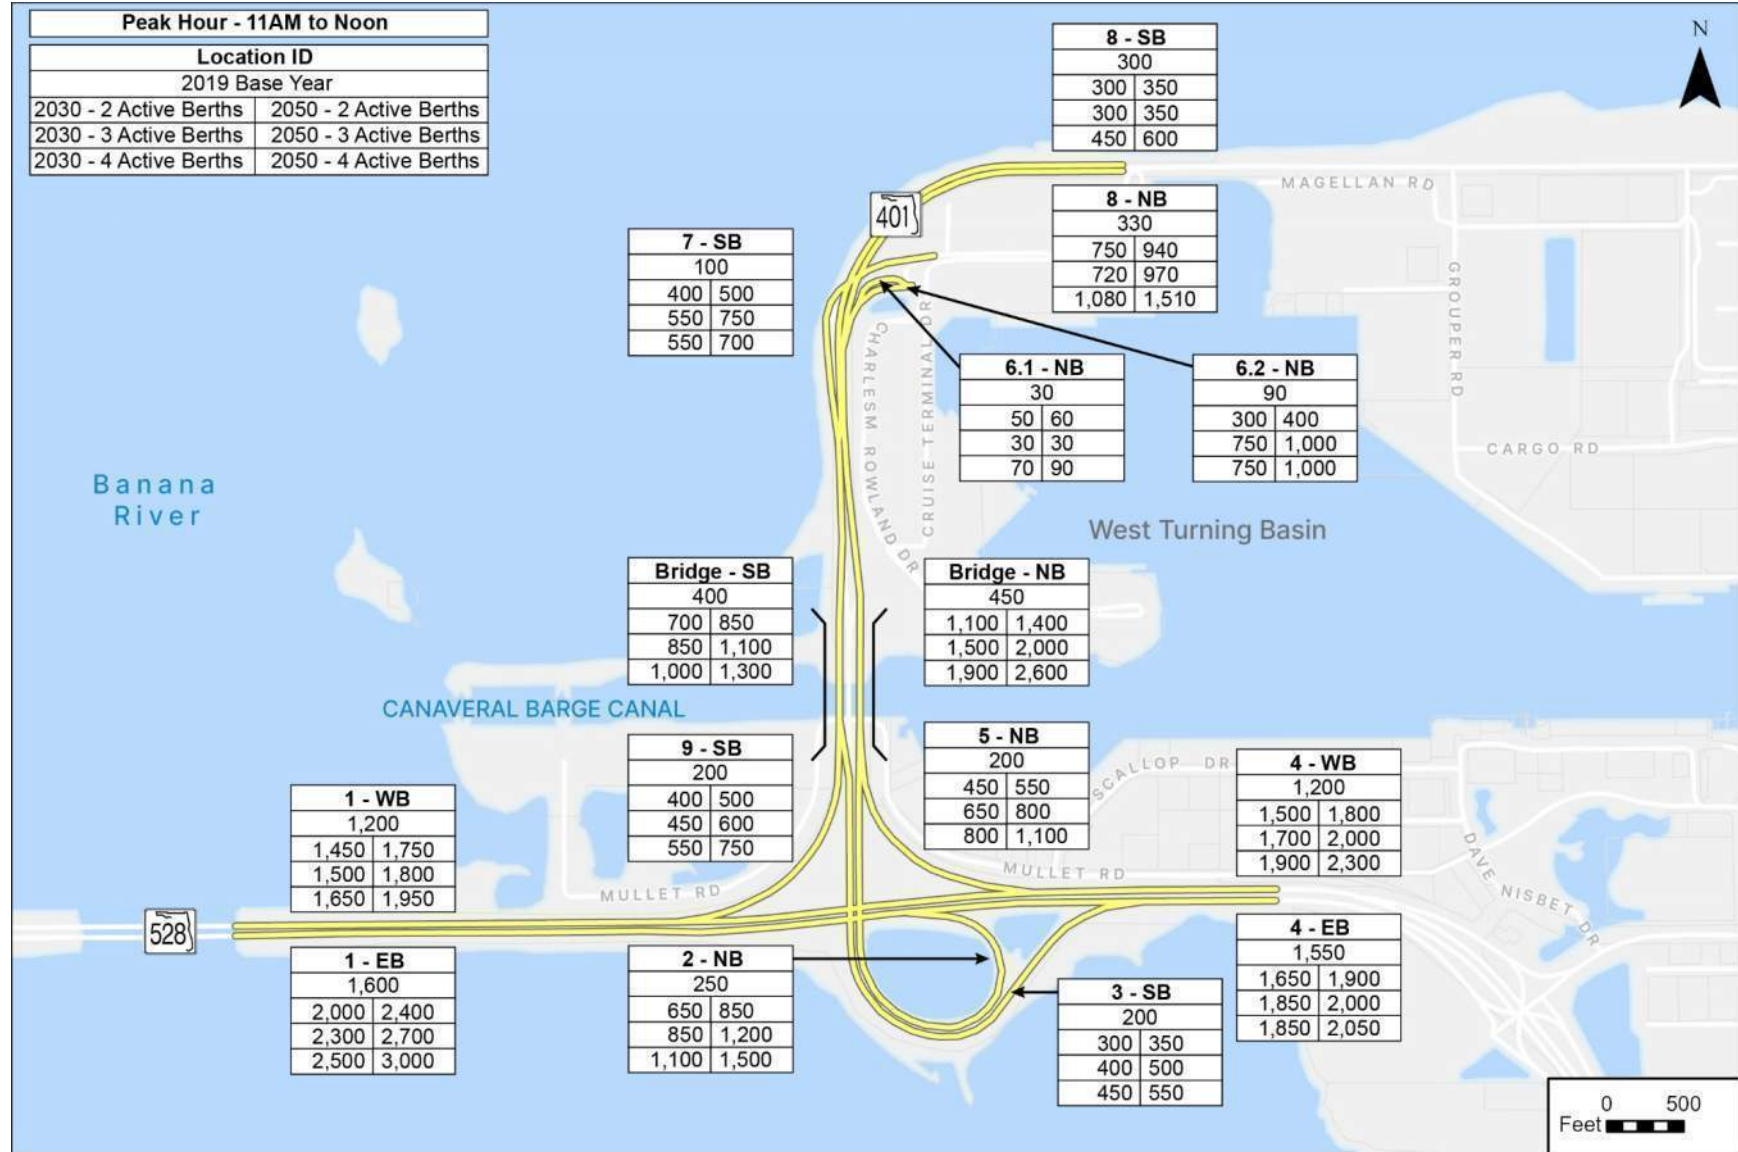 Peak Hour - 11AM to Noon
Location ID
2019 Base Year
2030 - 2 Active Berths 2050 - 2 Active Berths
2030 - 3 Active Berths 2050 - 3 Active Berths
2030 - 4 Active Berths 2050 - 4 Active Berths
N
8 - SB
300
300 350
300 350
450 600
MAGELLAN RD
401
8 - NB
330
750 940
720 970
1,080 1,510
7 - SB
100
400 500
550 750
550 700
GROUPER RD
CHARLESM ROWLAND DR
CRUISE TERMINAL DR
6.1 - NB
30
50 60
30 30
70 90
6.2 - NB
90
300 400
750 1,000
750 1,000
CARGO RD
Banana
River
West Turning Basin
Bridge - SB
400
700 850
850 1,100
1,000 1,300
Bridge - NB
450
1,100 1,400
1,500 2,000
1,900 2,600
CANAVERAL BARGE CANAL
9 - SB
200
400 500
450 600
550 750
5 - NB
200
450 550
650 800
800 1,100
SCALLOP DR
4 - WB
1,200
1,500 1,800
1,700 2,000
1,900 2,300
1 - WB
1,200
1,450 1,750
1,500 1,800
1,650 1,950
MULLET RD
MULLET RD
DAVE NISBET DR
528
1 - EB
1,600
2,000 2,400
2,300 2,700
2,500 3,000
2 - NB
250
650 850
850 1,200
1,100 1,500
3 - SB
200
300 350
400 500
450 550
4 - EB
1,550
1,650 1,900
1,850 2,000
1,850 2,050
0 500
Feet